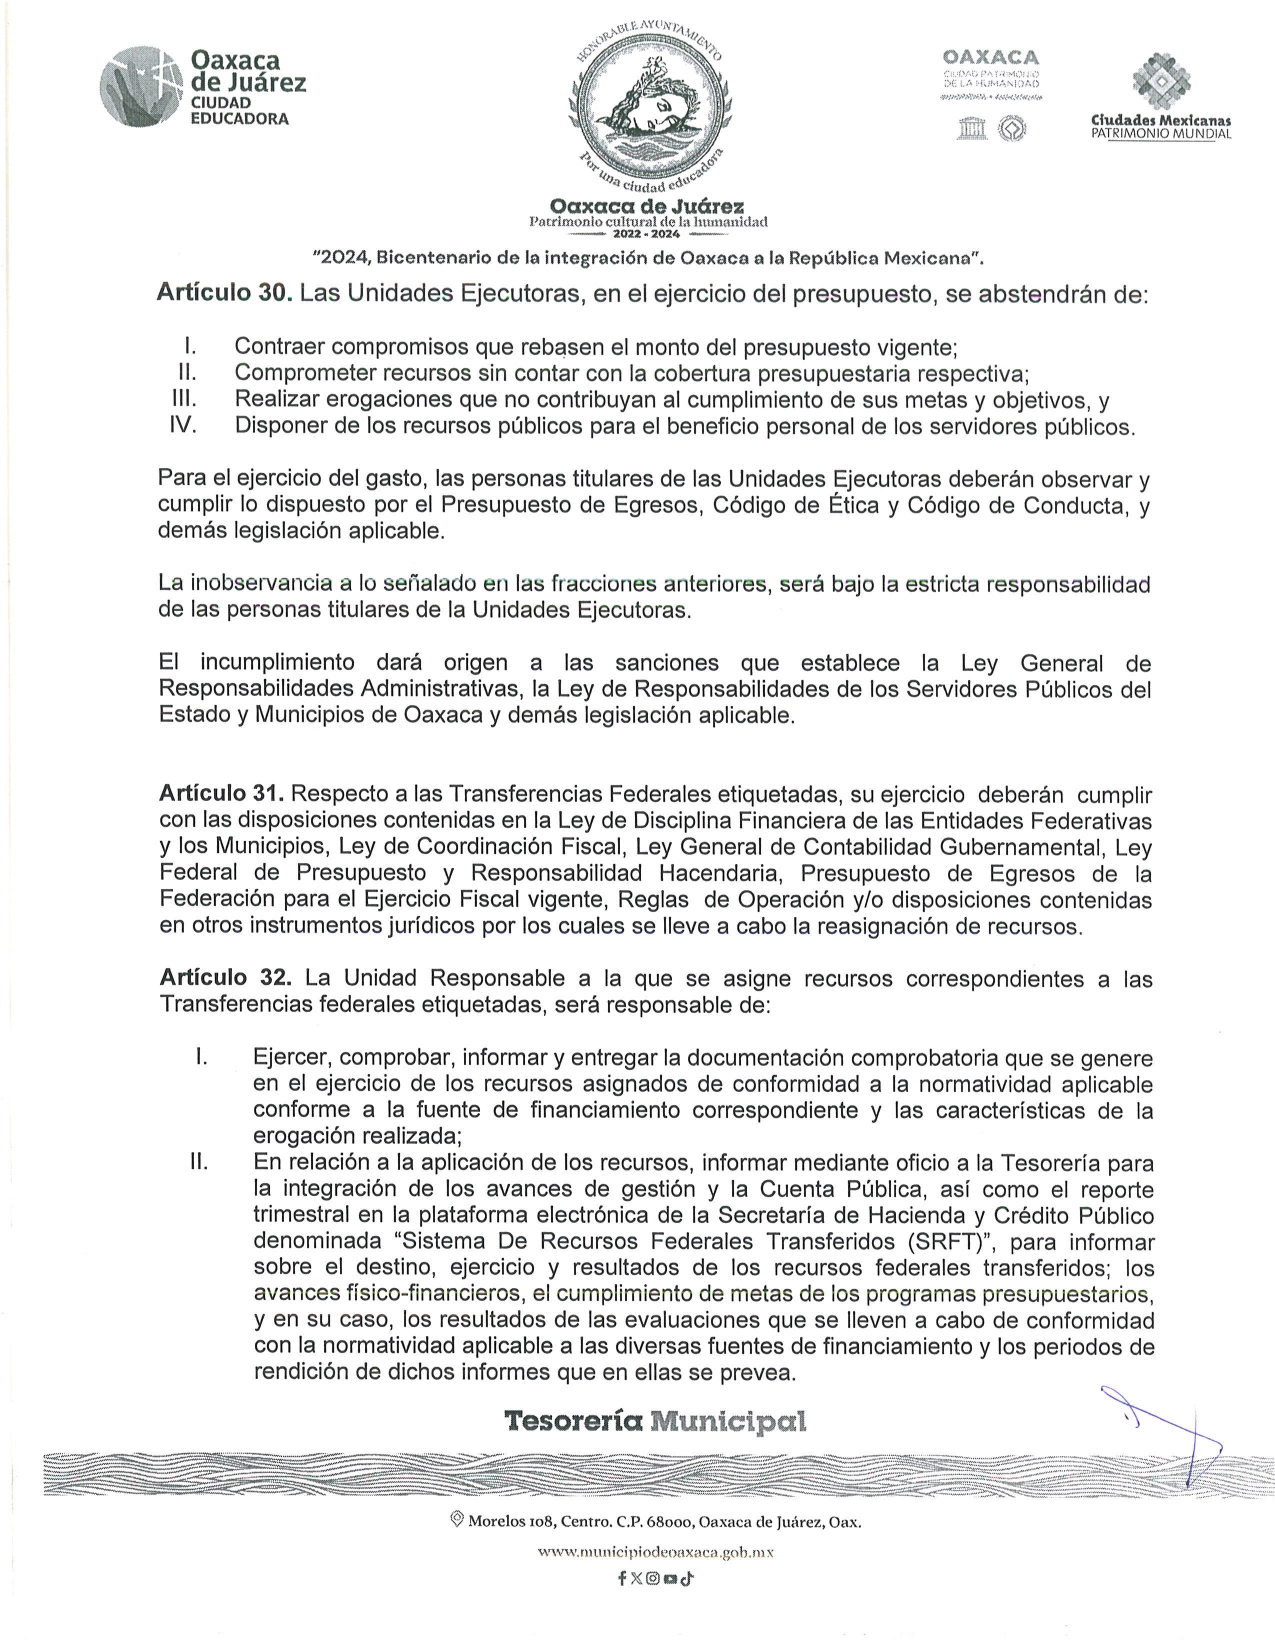 Oaxaca
de Juárez
CIUDAD
EDUCADORA
HONORABLE AYUNTAMIENTO
Por una ciudad educadora
Oaxaca de Juárez
Patrimonio cultural de la humanidad
2022 - 2024
OAXACA
CIUDAD PATRIMONIO
DE LA HUMANIDAD
Ciudades Mexicanas
PATRIMONIO MUNDIAL
"2024, Bicentenario de la integración de Oaxaca a la República Mexicana".
Artículo 30. Las Unidades Ejecutoras, en el ejercicio del presupuesto, se abstendrán de:
I. Contraer compromisos que rebasen el monto del presupuesto vigente;
II. Comprometer recursos sin contar con la cobertura presupuestaria respectiva;
III. Realizar erogaciones que no contribuyan al cumplimiento de sus metas y objetivos, y
IV. Disponer de los recursos públicos para el beneficio personal de los servidores públicos.
Para el ejercicio del gasto, las personas titulares de las Unidades Ejecutoras deberán observar y
cumplir lo dispuesto por el Presupuesto de Egresos, Código de Ética y Código de Conducta, y
demás legislación aplicable.
La inobservancia a lo señalado en las fracciones anteriores, será bajo la estricta responsabilidad
de las personas titulares de la Unidades Ejecutoras.
El incumplimiento dará origen a las sanciones que establece la Ley General de
Responsabilidades Administrativas, la Ley de Responsabilidades de los Servidores Públicos del
Estado y Municipios de Oaxaca y demás legislación aplicable.
Artículo 31. Respecto a las Transferencias Federales etiquetadas, su ejercicio deberán cumplir
con las disposiciones contenidas en la Ley de Disciplina Financiera de las Entidades Federativas
y los Municipios, Ley de Coordinación Fiscal, Ley General de Contabilidad Gubernamental, Ley
Federal de Presupuesto y Responsabilidad Hacendaria, Presupuesto de Egresos de la
Federación para el Ejercicio Fiscal vigente, Reglas de Operación y/o disposiciones contenidas
en otros instrumentos jurídicos por los cuales se lleve a cabo la reasignación de recursos.
Artículo 32. La Unidad Responsable a la que se asigne recursos correspondientes a las
Transferencias federales etiquetadas, será responsable de:
I. Ejercer, comprobar, informar y entregar la documentación comprobatoria que se genere
en el ejercicio de los recursos asignados de conformidad a la normatividad aplicable
conforme a la fuente de financiamiento correspondiente y las características de la
erogación realizada;
II. En relación a la aplicación de los recursos, informar mediante oficio a la Tesorería para
la integración de los avances de gestión y la Cuenta Pública, así como el reporte
trimestral en la plataforma electrónica de la Secretaría de Hacienda y Crédito Público
denominada “Sistema De Recursos Federales Transferidos (SRFT)”, para informar
sobre el destino, ejercicio y resultados de los recursos federales transferidos; los
avances físico-financieros, el cumplimiento de metas de los programas presupuestarios,
y en su caso, los resultados de las evaluaciones que se lleven a cabo de conformidad
con la normatividad aplicable a las diversas fuentes de financiamiento y los periodos de
rendición de dichos informes que en ellas se prevea.
Tesorería Municipal
Morelos 108, Centro. C.P. 68000, Oaxaca de Juárez, Oax.
www.municipiodeoaxaca.gob.mx